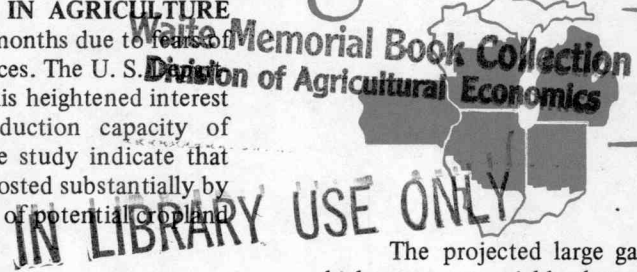 IN AGRICULTURE
months due to fears of
Waite Memorial Book Collection
ces. The U. S.
Division of Agricultural Economics
is heightened interest
duction capacity of
e study indicate that
osted substantially by
of potential cropland
IN LIBRARY USE ONLY
The projected large ga